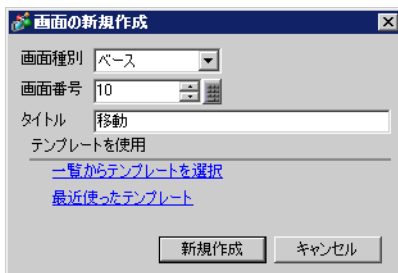 画面の新規作成
画面種別 ベース
画面番号 10
タイトル 移動
テンプレートを使用
一覧からテンプレートを選択
最近使ったテンプレート
新規作成 キャンセル